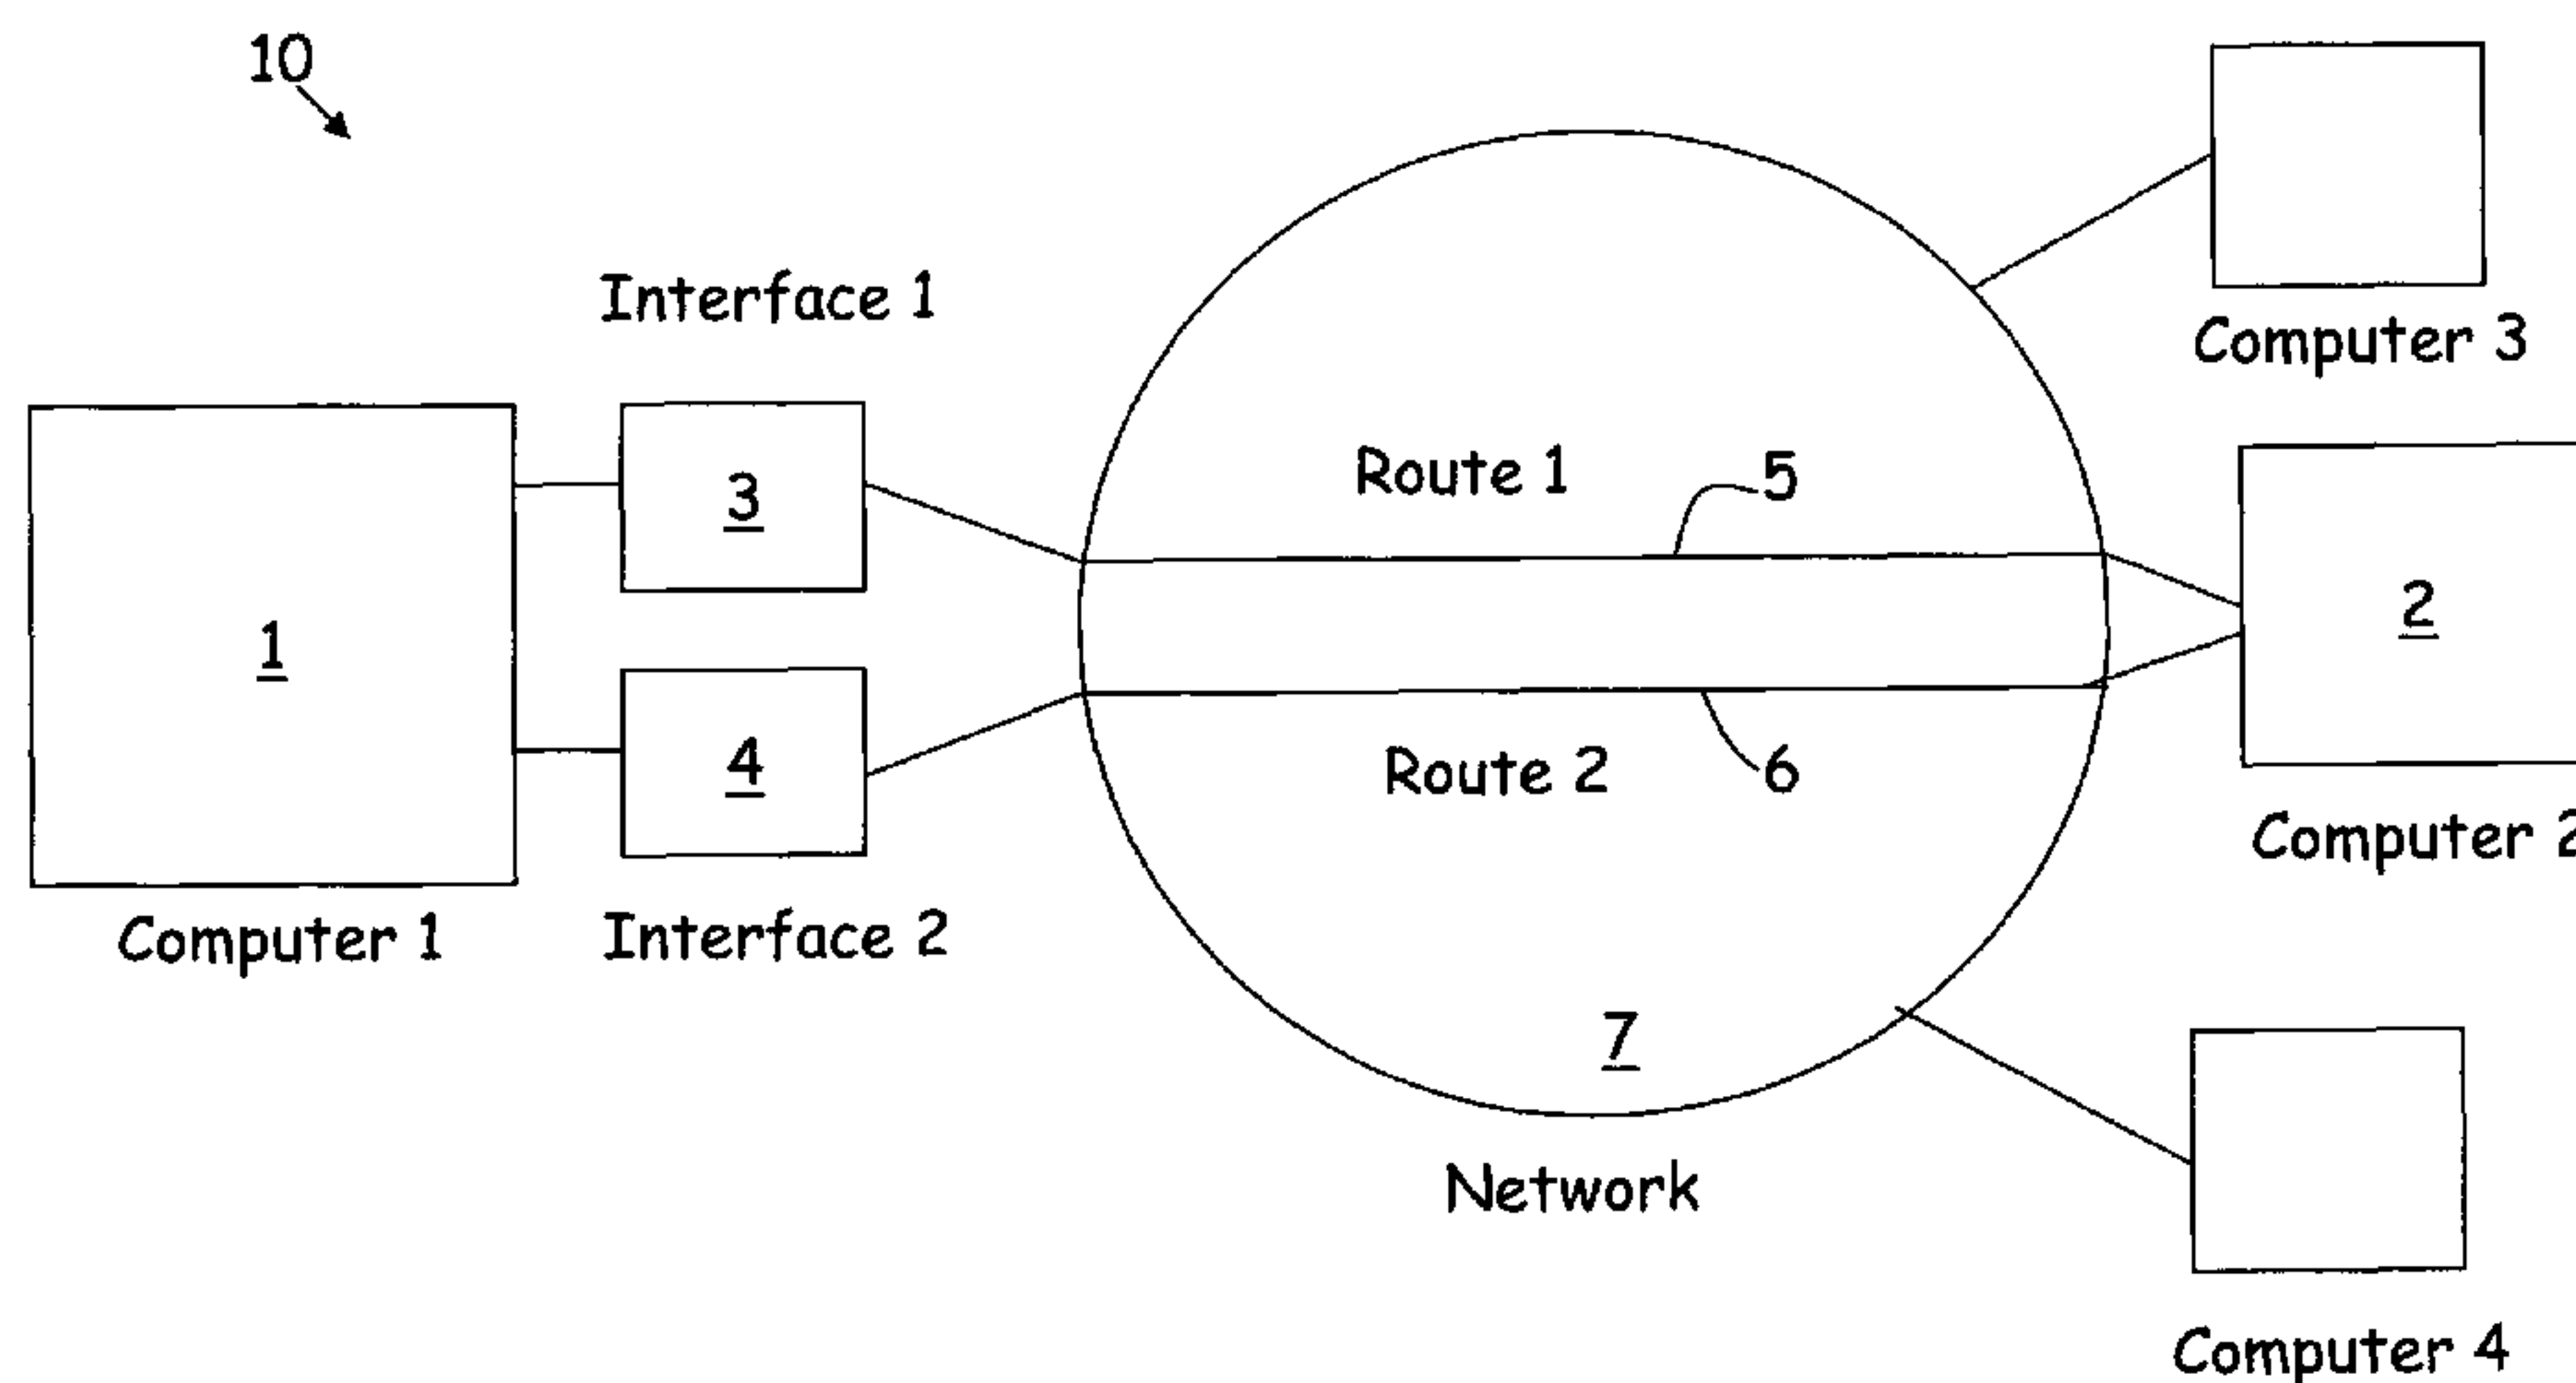 10
Interface 1
Computer 3
Route 1
5
3
1
2
4
Route 2
6
Computer 2
Computer 1
Interface 2
7
Network
Computer 4